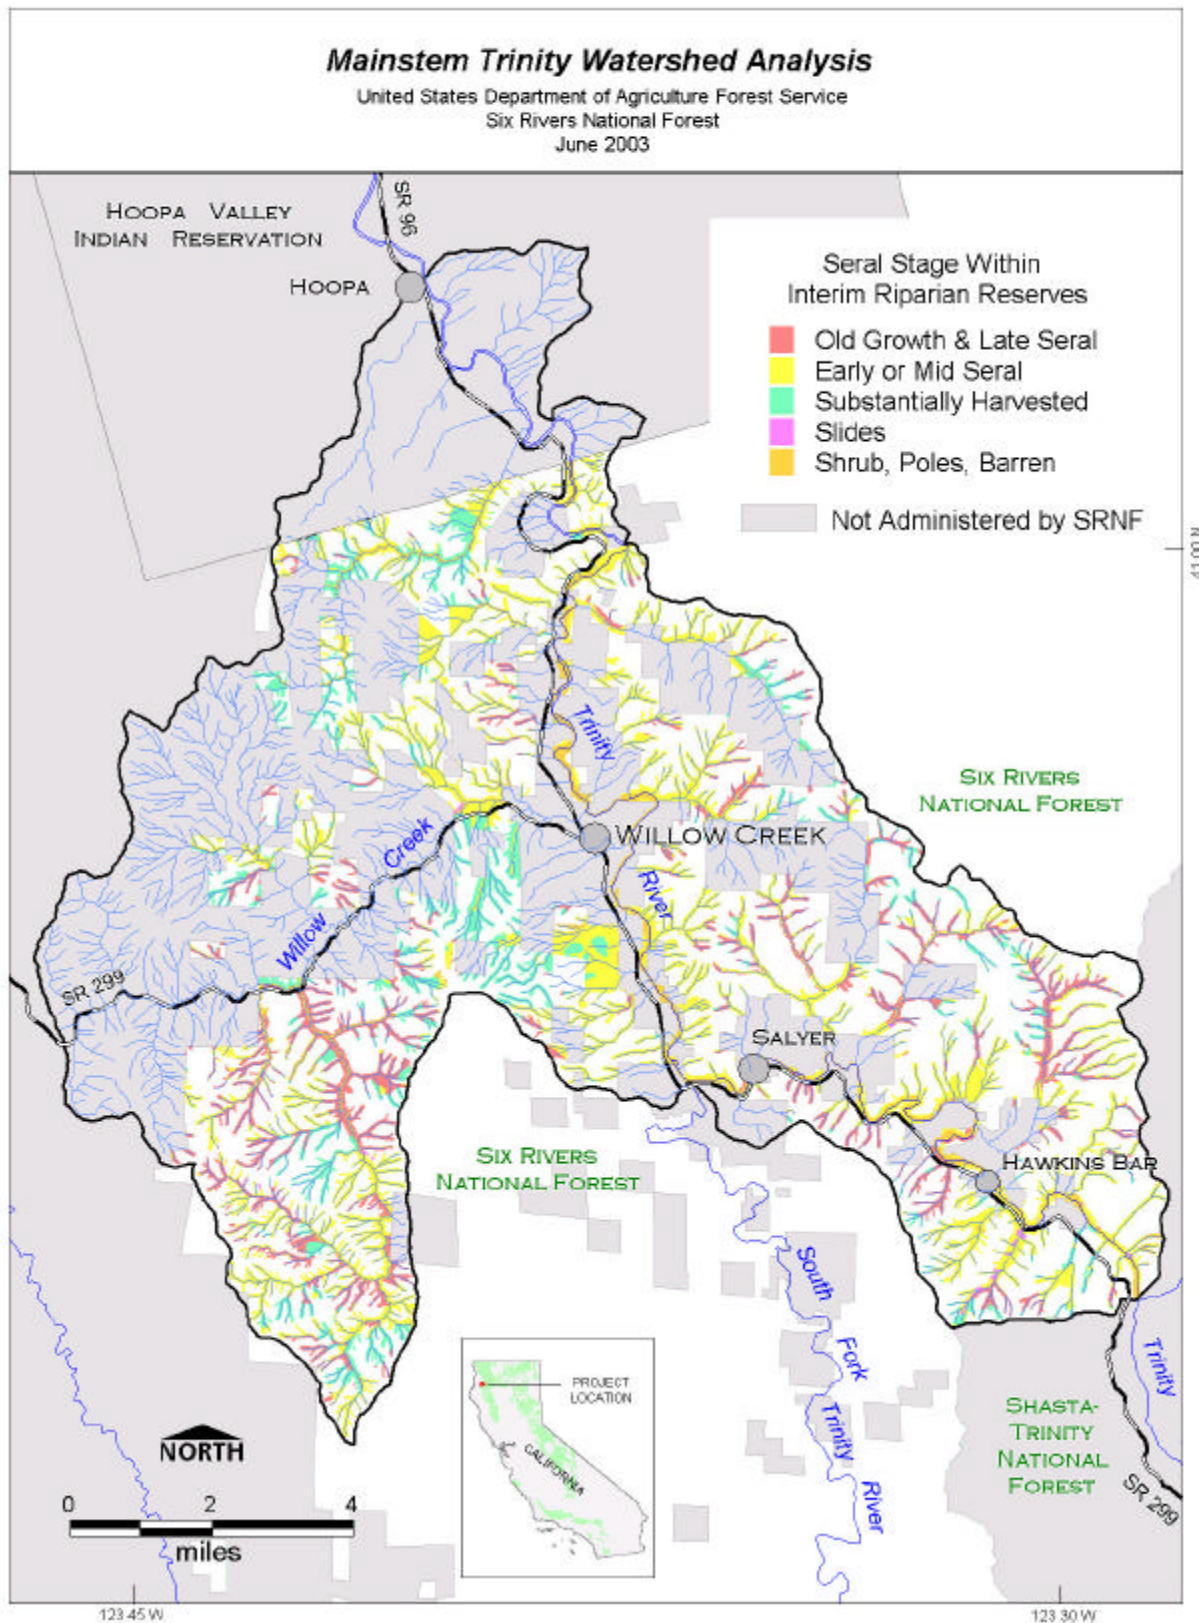 Mainstem Trinity Watershed Analysis
United States Department of Agriculture Forest Service
Six Rivers National Forest
June 2003
HOOPA VALLEY
INDIAN RESERVATION
SR 96
HOOPA
Seral Stage Within
Interim Riparian Reserves
Old Growth & Late Seral
Early or Mid Seral
Substantially Harvested
Slides
Shrub, Poles, Barren
Not Administered by SRNF
41 00 N
Trinity
SIX RIVERS
NATIONAL FOREST
WILLOW CREEK
Creek
River
Willow
SR 299
SALYER
SIX RIVERS
NATIONAL FOREST
HAWKINS BAR
South
Fork
Trinity
River
Trinity
PROJECT
LOCATION
CALIFORNIA
SHASTA-
TRINITY
NATIONAL
FOREST
SR 299
NORTH
0 2 4
miles
123 45 W
123 30 W